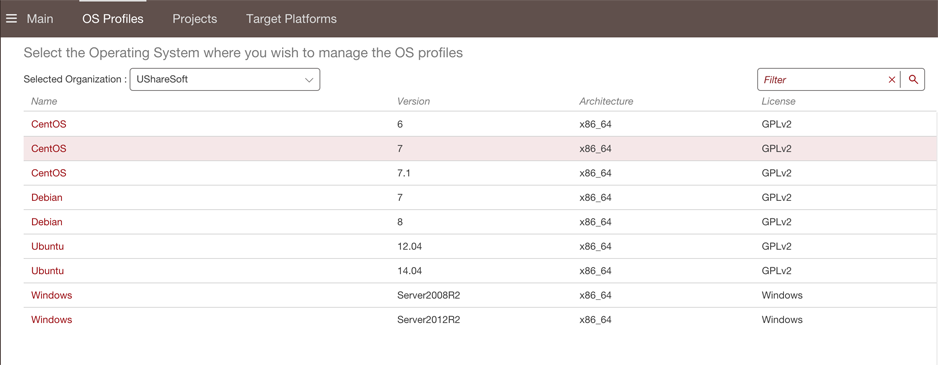 Main OS Profiles Projects Target Platforms
Select the Operating System where you wish to manage the OS profiles
Selected Organization : UShareSoft Filter
Name Version Architecture License
CentOS 6 x86_64 GPLv2
CentOS 7 x86_64 GPLv2
CentOS 7.1 x86_64 GPLv2
Debian 7 x86_64 GPLv2
Debian 8 x86_64 GPLv2
Ubuntu 12.04 x86_64 GPLv2
Ubuntu 14.04 x86_64 GPLv2
Windows Server2008R2 x86_64 Windows
Windows Server2012R2 x86_64 Windows